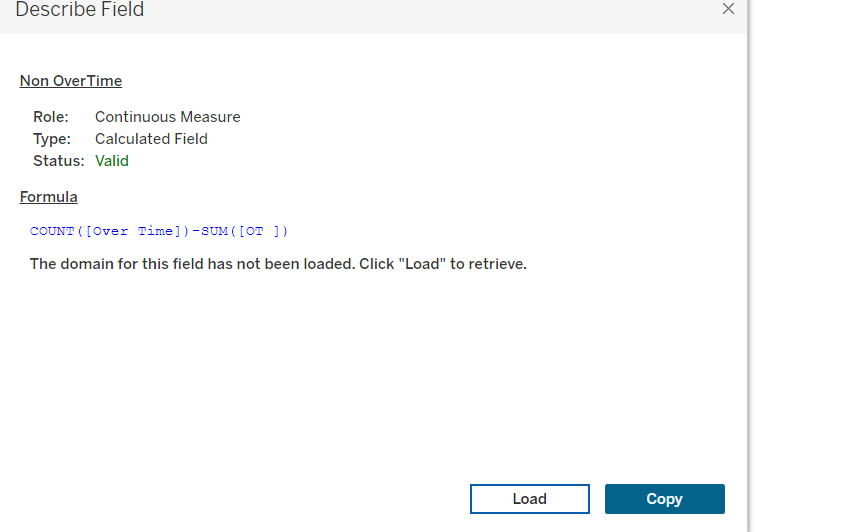 Describe Field
Non OverTime
Role: Continuous Measure
Type: Calculated Field
Status: Valid
Formula
COUNT([Over Time])-SUM([OT ])
The domain for this field has not been loaded. Click "Load" to retrieve.
Load Copy